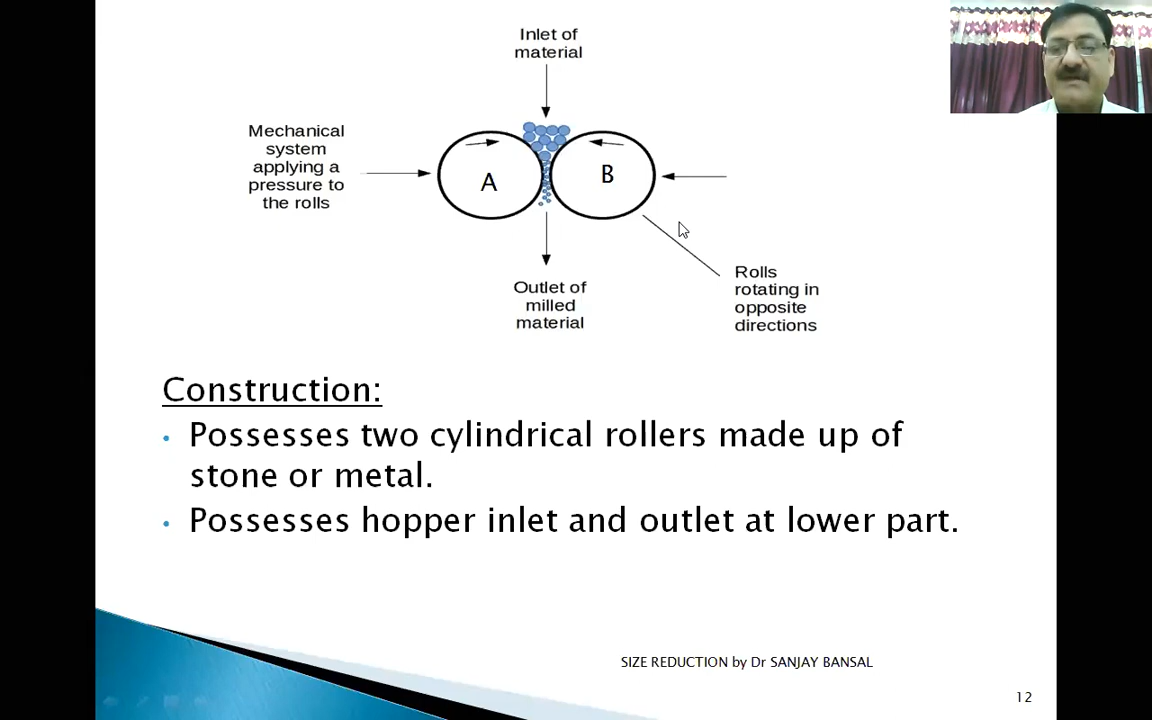 Inlet of
material
Mechanical
system
applying a
pressure to
the rolls
A
B
Outlet of
milled
material
Rolls
rotating in
opposite
directions
Construction:
• Possesses two cylindrical rollers made up of
stone or metal.
• Possesses hopper inlet and outlet at lower part.
SIZE REDUCTION by Dr SANJAY BANSAL
12